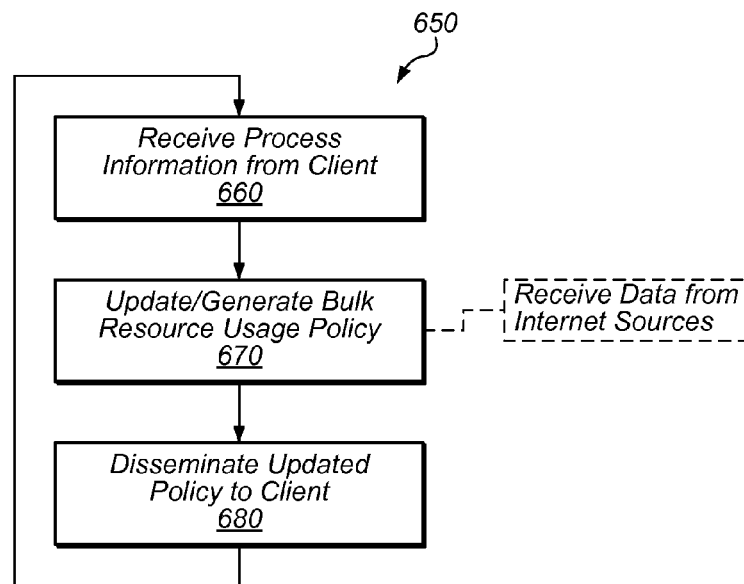 650
Receive Process
Information from Client
660
Update/Generate Bulk
Resource Usage Policy
670
Receive Data from
Internet Sources
Disseminate Updated
Policy to Client
680